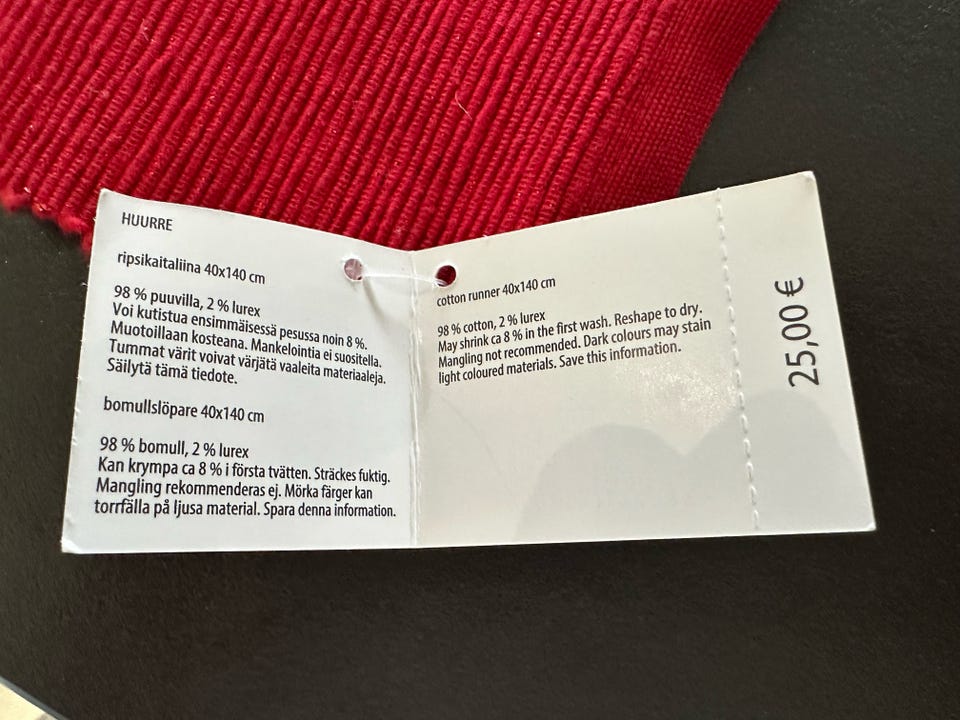 HUURRE
ripsikaitaliina 40x140 cm
98 % puuvilla, 2 % lurex
Voi kutistua ensimmäisessä pesussa noin 8 %.
Muotoillaan kosteana. Mankelointia ei suositella.
Tummat värit voivat värjätä vaaleita materiaaleja.
Säilytä tämä tiedote.
bomullslöpare 40x140 cm
98 % bomull, 2 % lurex
Kan krympa ca 8 % i första tvätten. Sträckes fuktig.
Mangling rekommenderas ej. Mörka färger kan
torrfälla på ljusa material. Spara denna information.
cotton runner 40x140 cm
98 % cotton, 2 % lurex
May shrink ca 8 % in the first wash. Reshape to dry.
Mangling not recommended. Dark colours may stain
light coloured materials. Save this information.
25,00 €